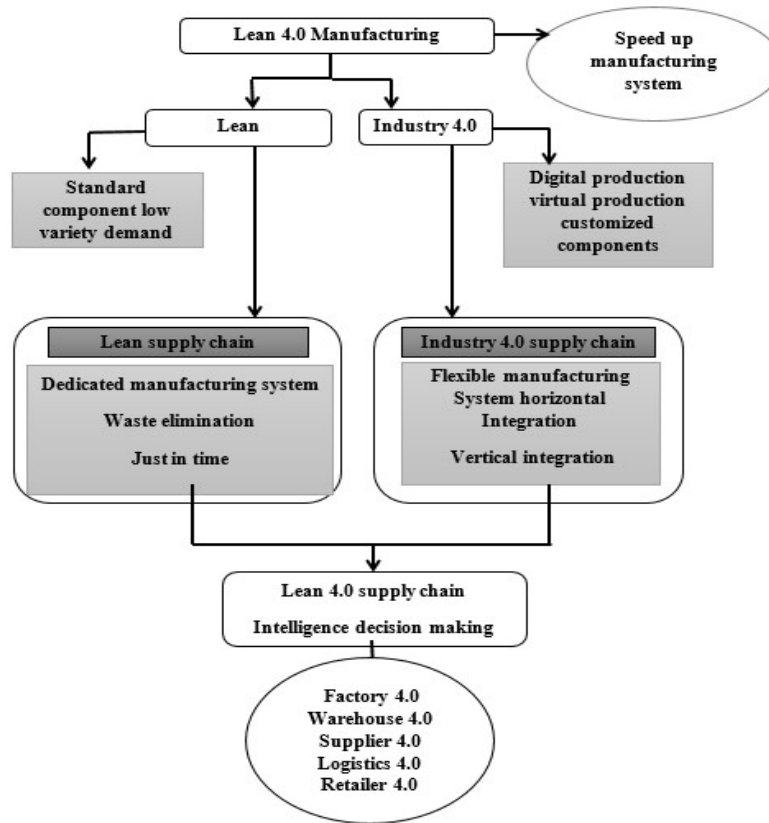 Lean 4.0 Manufacturing
Speed up
manufacturing
system
Lean
Industry 4.0
Standard
component low
variety demand
Digital production
virtual production
customized
components
Lean supply chain
Dedicated manufacturing system
Waste elimination
Just in time
Industry 4.0 supply chain
Flexible manufacturing
System horizontal
Integration
Vertical integration
Lean 4.0 supply chain
Intelligence decision making
Factory 4.0
Warehouse 4.0
Supplier 4.0
Logistics 4.0
Retailer 4.0